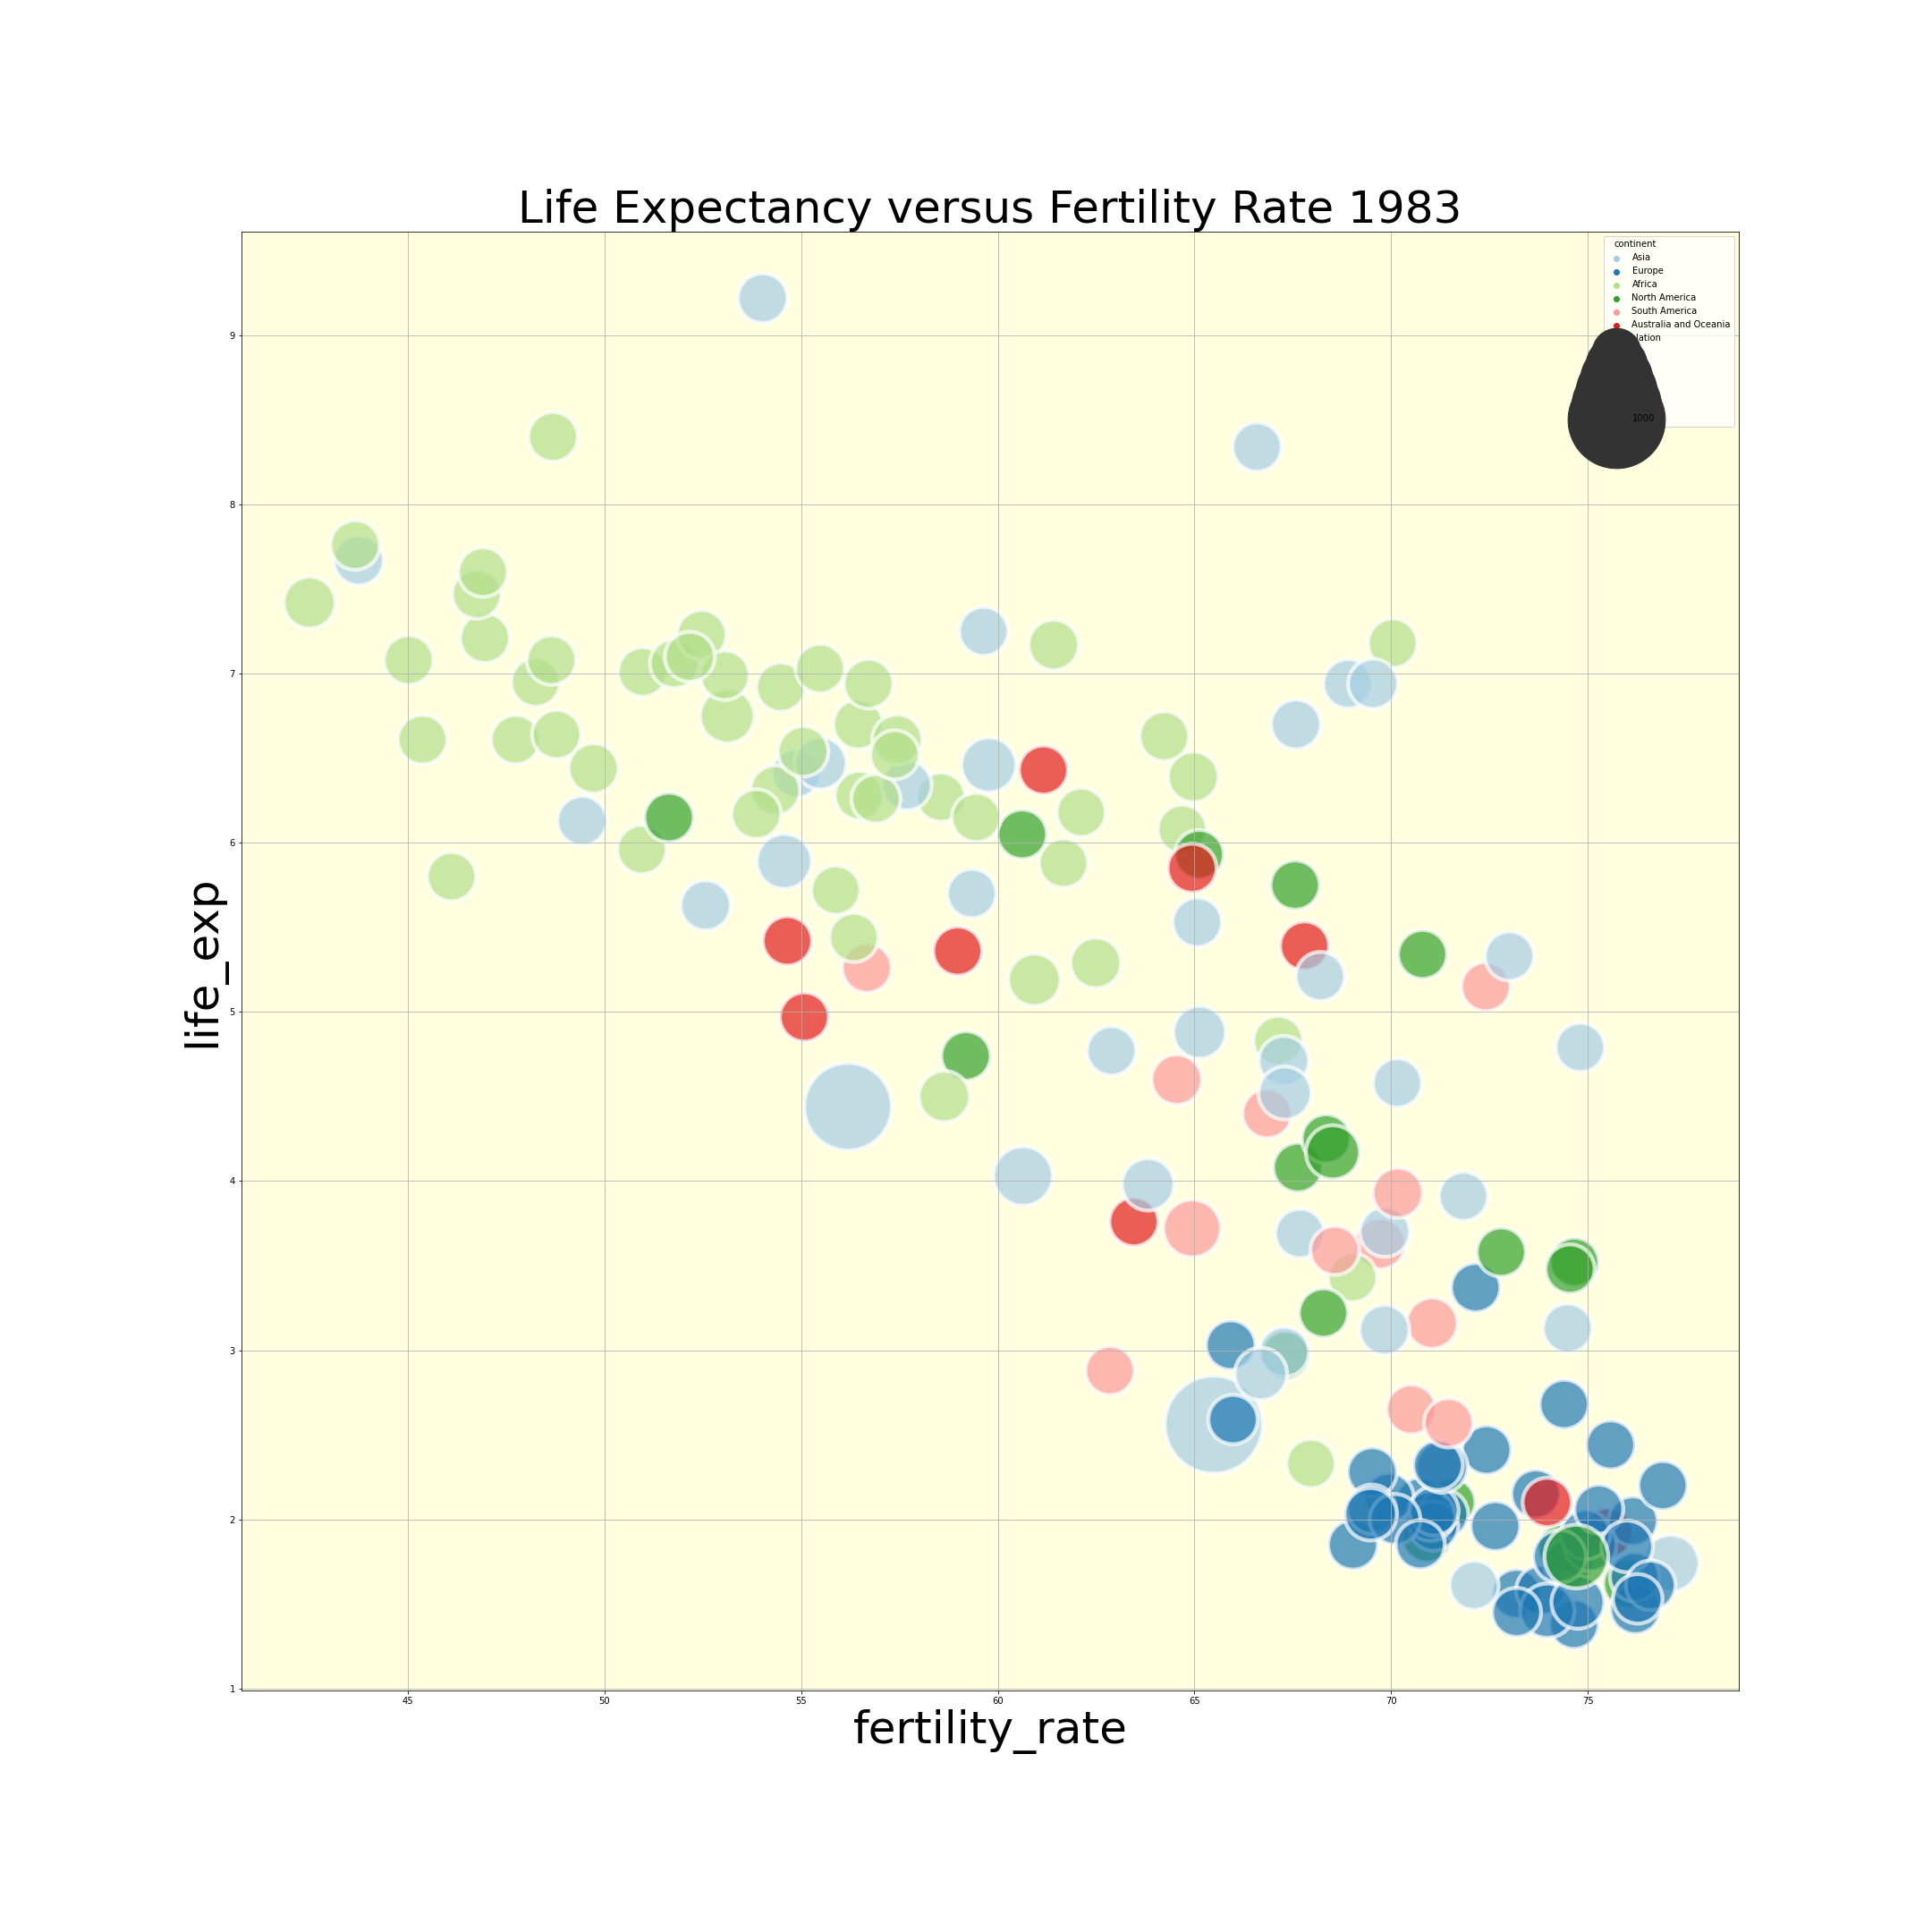 Life Expectancy versus Fertility Rate 1983
continent
Asia
Europe
Africa
North America
South America
Australia and Oceania
1000
9
8
7
6
5
4
3
2
1
life_exp
45 50 55 60 65 70 75
fertility_rate